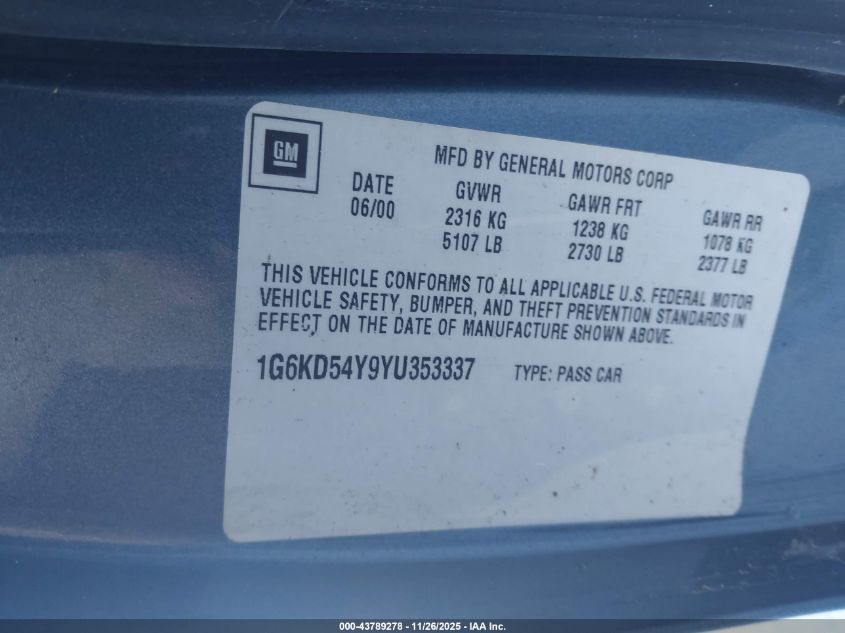 GM
MFD BY GENERAL MOTORS CORP
DATE
06/00
GVWR
2316 KG
5107 LB
GAWR FRT
1238 KG
2730 LB
GAWR RR
1078 KG
2377 LB
THIS VEHICLE CONFORMS TO ALL APPLICABLE U.S. FEDERAL MOTOR
VEHICLE SAFETY, BUMPER, AND THEFT PREVENTION STANDARDS IN
EFFECT ON THE DATE OF MANUFACTURE SHOWN ABOVE.
1G6KD54Y9YU353337 TYPE: PASS CAR
000-43789278 - 11/26/2025 - IAA Inc.